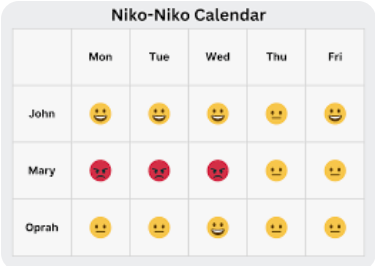 Niko-Niko Calendar
Mon Tue Wed Thu Fri
John
Mary
Oprah